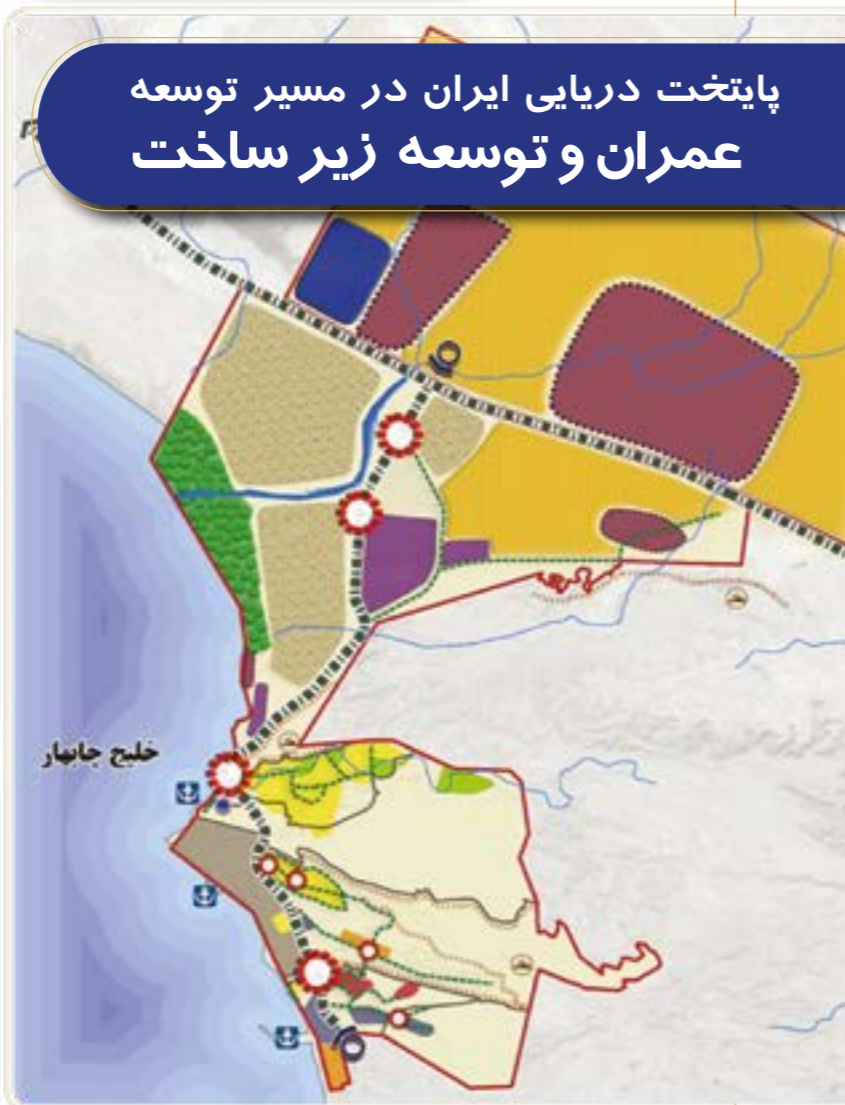 پایتخت دریایی ایران در مسیر توسعه
عمران و توسعه زیر ساخت
خلیج چابهار